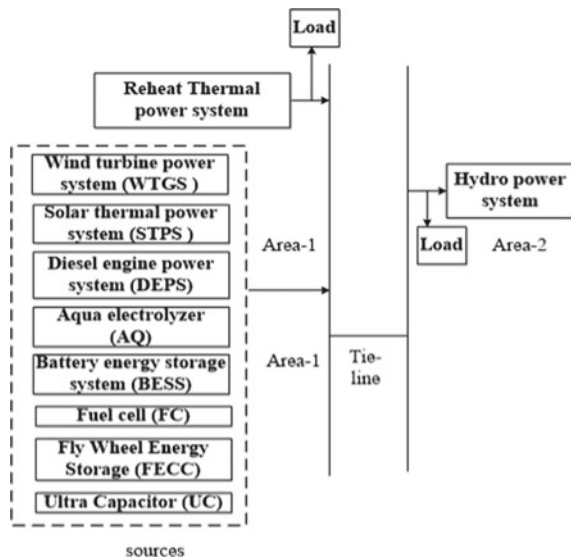 Load
Reheat Thermal
power system
Wind turbine power
system (WTGS )
Solar thermal power
system (STPS )
Diesel engine power
system (DEPS)
Aqua electrolyzer
(AQ)
Battery energy storage
system (BESS)
Fuel cell (FC)
Fly Wheel Energy
Storage (FECC)
Ultra Capacitor (UC)
sources
Area-1
Area-1
Tie-
line
Hydro power
system
Load
Area-2